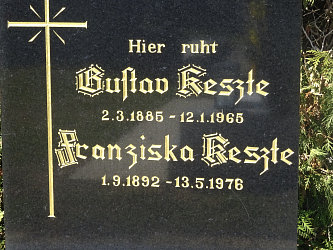 Hier ruht
Gustav Keszte
2.3.1885 - 12.1.1965
Franziska Keszte
1.9.1892 - 13.5.1976